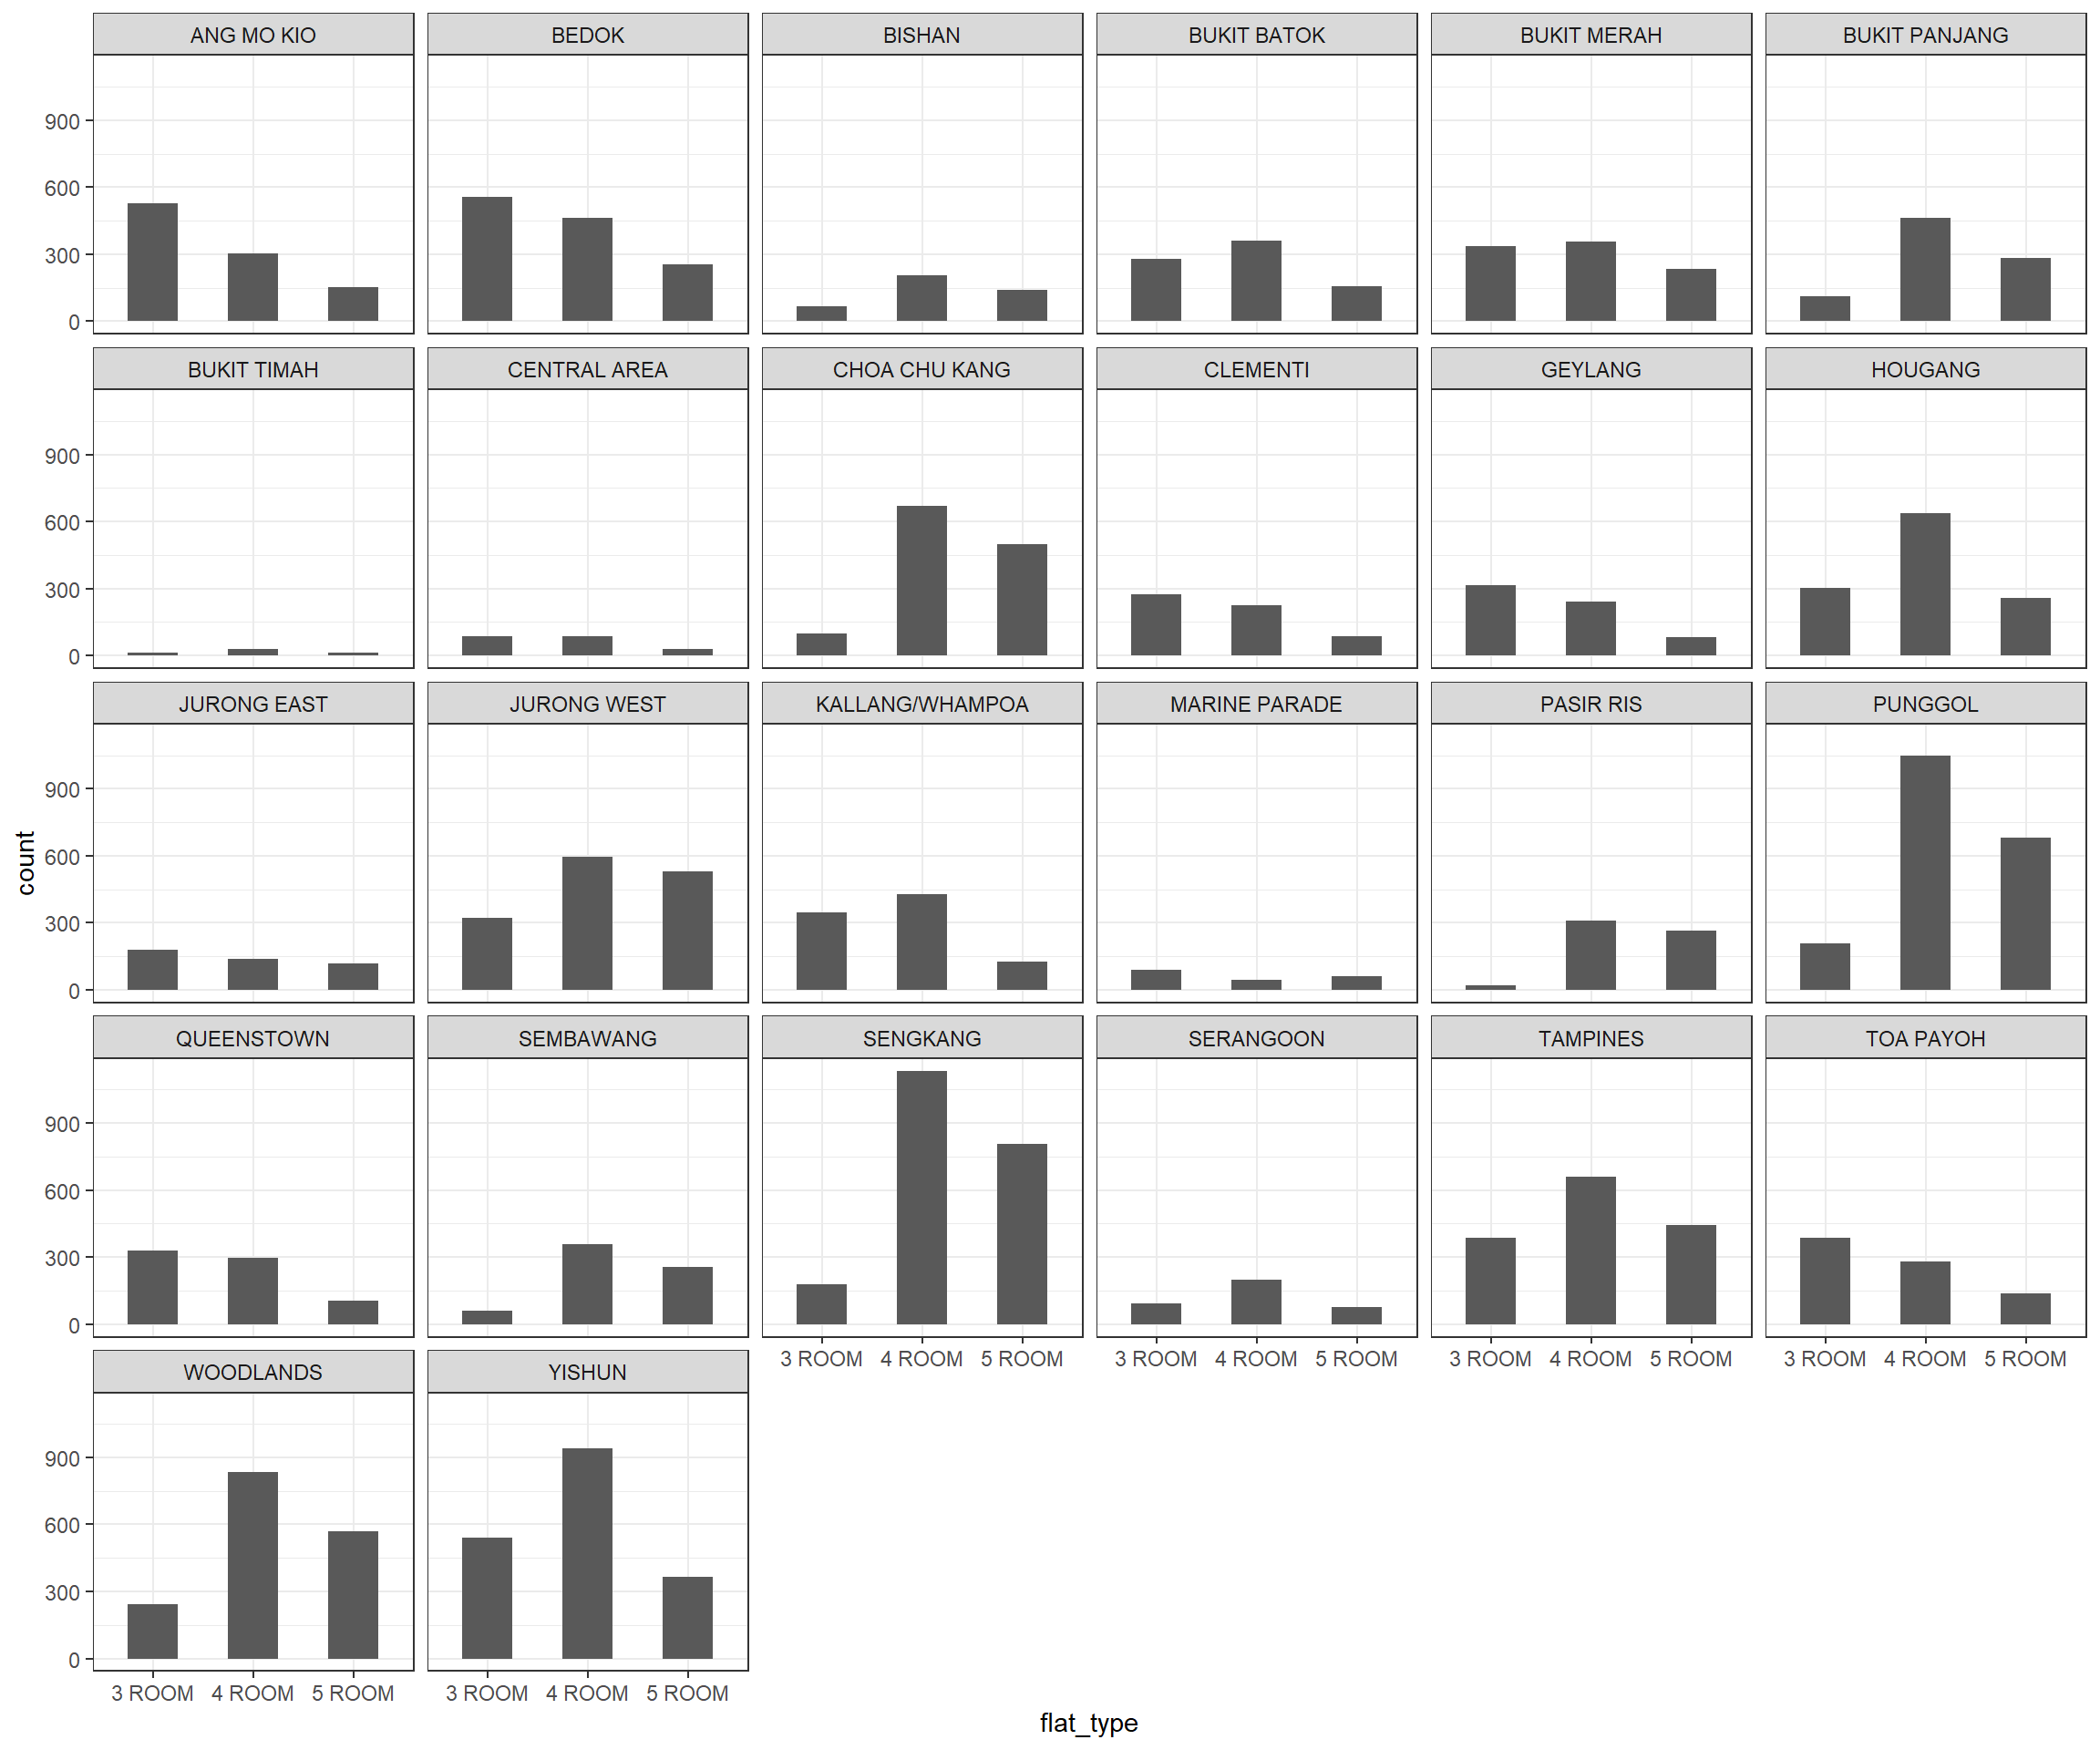 ANG MO KIO BEDOK BISHAN BUKIT BATOK BUKIT MERAH BUKIT PANJANG
900
600
300
0
BUKIT TIMAH CENTRAL AREA CHOA CHU KANG CLEMENTI GEYLANG HOUGANG
900
600
300
0
JURONG EAST JURONG WEST KALLANG/WHAMPOA MARINE PARADE PASIR RIS PUNGGOL
900
600
300
0
count
QUEENSTOWN SEMBAWANG SENGKANG SERANGOON TAMPINES TOA PAYOH
900
600
300
0
3 ROOM 4 ROOM 5 ROOM 3 ROOM 4 ROOM 5 ROOM 3 ROOM 4 ROOM 5 ROOM 3 ROOM 4 ROOM 5 ROOM
WOODLANDS YISHUN
900
600
300
0
3 ROOM 4 ROOM 5 ROOM 3 ROOM 4 ROOM 5 ROOM
flat_type